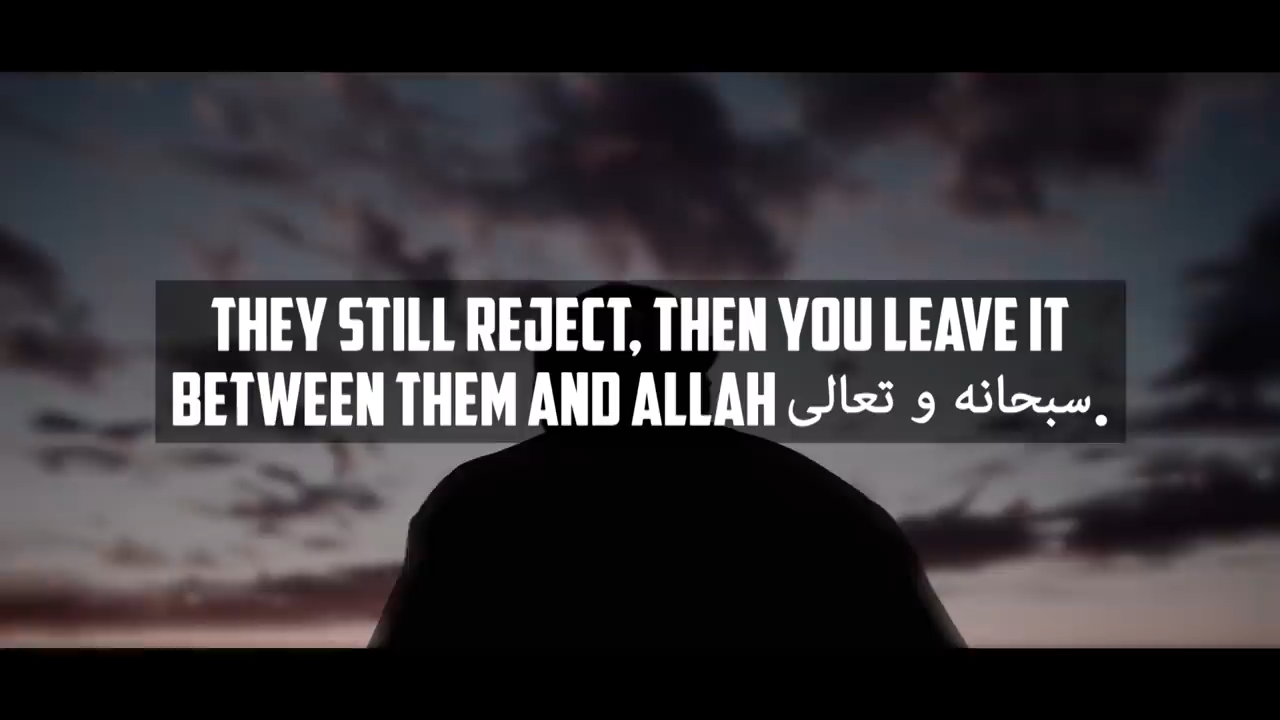 THEY STILL REJECT, THEN YOU LEAVE IT
BETWEEN THEM AND ALLAH سبحانه و تعالى.